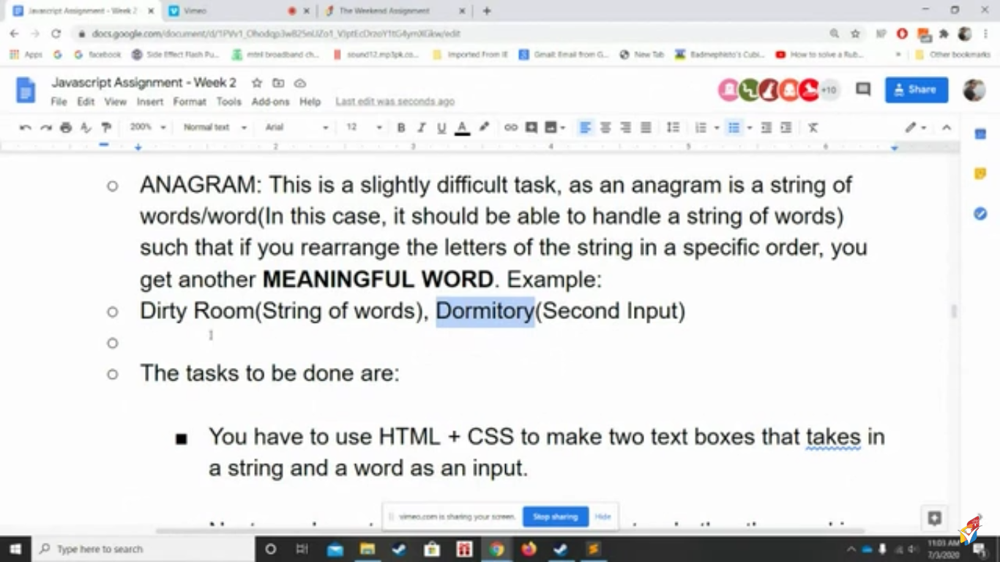 Javascript Assignment - Week 2
Vimeo
The Weekend Assignment
Apps
facebook
Side Effect Flash Pu...
mtnl broadband ch...
sound12.mp3pk.co...
Imported From IE
Gmail: Email from G...
New Tab
Badmephisto's Cubi...
How to solve a Rub...
Other bookmarks
Javascript Assignment - Week 2
+10
Share
File Edit View Insert Format Tools Add-ons Help Last edit was seconds ago
200% Normal text Arial 12 B I U A
2 3 4 5 6
ANAGRAM: This is a slightly difficult task, as an anagram is a string of
words/word(In this case, it should be able to handle a string of words)
such that if you rearrange the letters of the string in a specific order, you
get another MEANINGFUL WORD. Example:
Dirty Room(String of words), Dormitory(Second Input)
The tasks to be done are:
You have to use HTML + CSS to make two text boxes that takes in
a string and a word as an input.
vimeo.com is sharing your screen. Stop sharing Hide
Type here to search
11:03 AM
7/3/2020